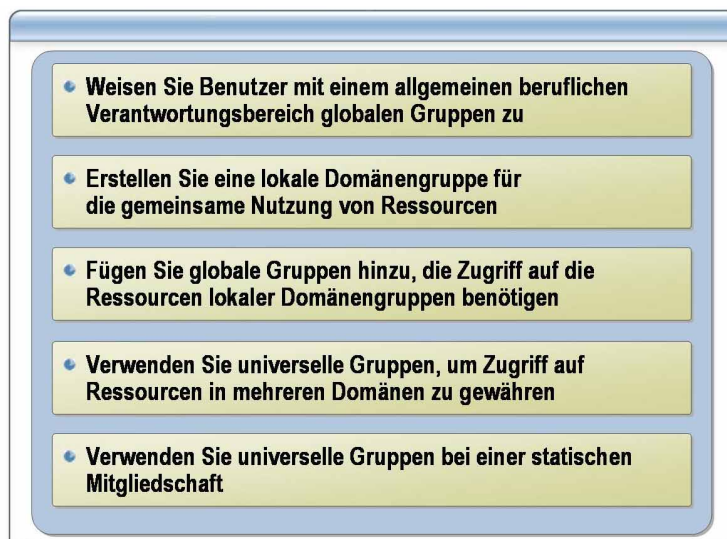 Weisen Sie Benutzer mit einem allgemeinen beruflichen
Verantwortungsbereich globalen Gruppen zu
Erstellen Sie eine lokale Domänengruppe für
die gemeinsame Nutzung von Ressourcen
Fügen Sie globale Gruppen hinzu, die Zugriff auf die
Ressourcen lokaler Domänengruppen benötigen
Verwenden Sie universelle Gruppen, um Zugriff auf
Ressourcen in mehreren Domänen zu gewähren
Verwenden Sie universelle Gruppen bei einer statischen
Mitgliedschaft